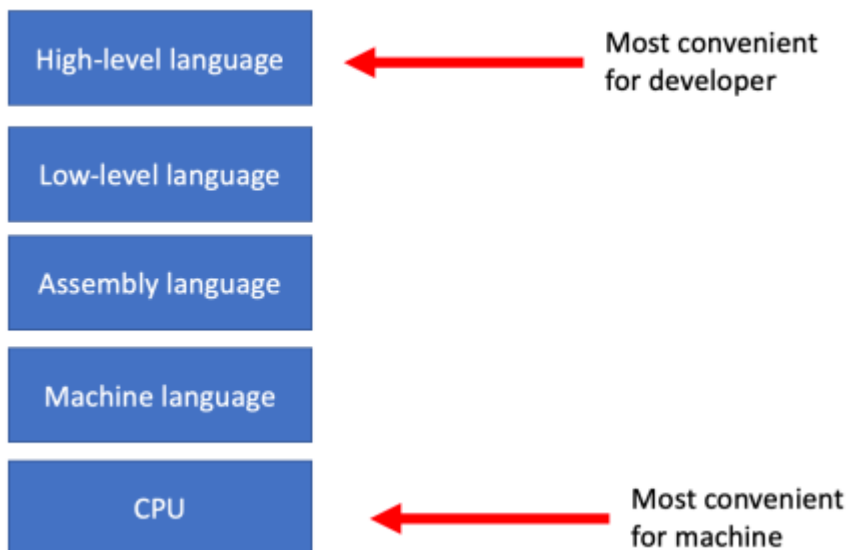 High-level language
Most convenient
for developer
Low-level language
Assembly language
Machine language
CPU
Most convenient
for machine